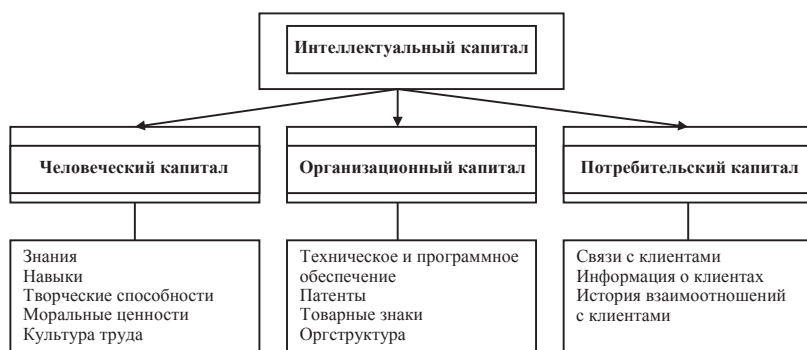 Интеллектуальный капитал
Человеческий капитал
Организационный капитал
Потребительский капитал
Знания
Навыки
Творческие способности
Моральные ценности
Культура труда
Техническое и программное
обеспечение
Патенты
Товарные знаки
Оргструктура
Связи с клиентами
Информация о клиентах
История взаимоотношений
с клиентами